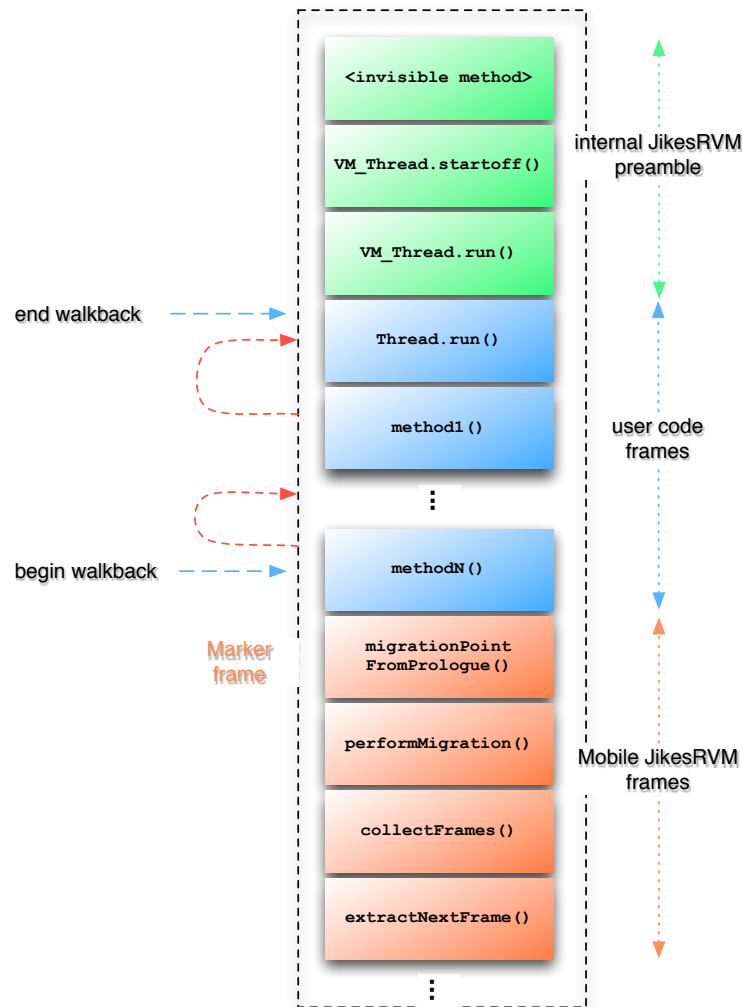 <invisible method>
internal JikesRVM
preamble
VM_Thread.startoff()
VM_Thread.run()
end walkback
Thread.run()
method1()
user code
frames
⋮
begin walkback
methodN()
Marker
frame
migrationPoint
FromPrologue()
performMigration()
Mobile JikesRVM
frames
collectFrames()
extractNextFrame()
⋮